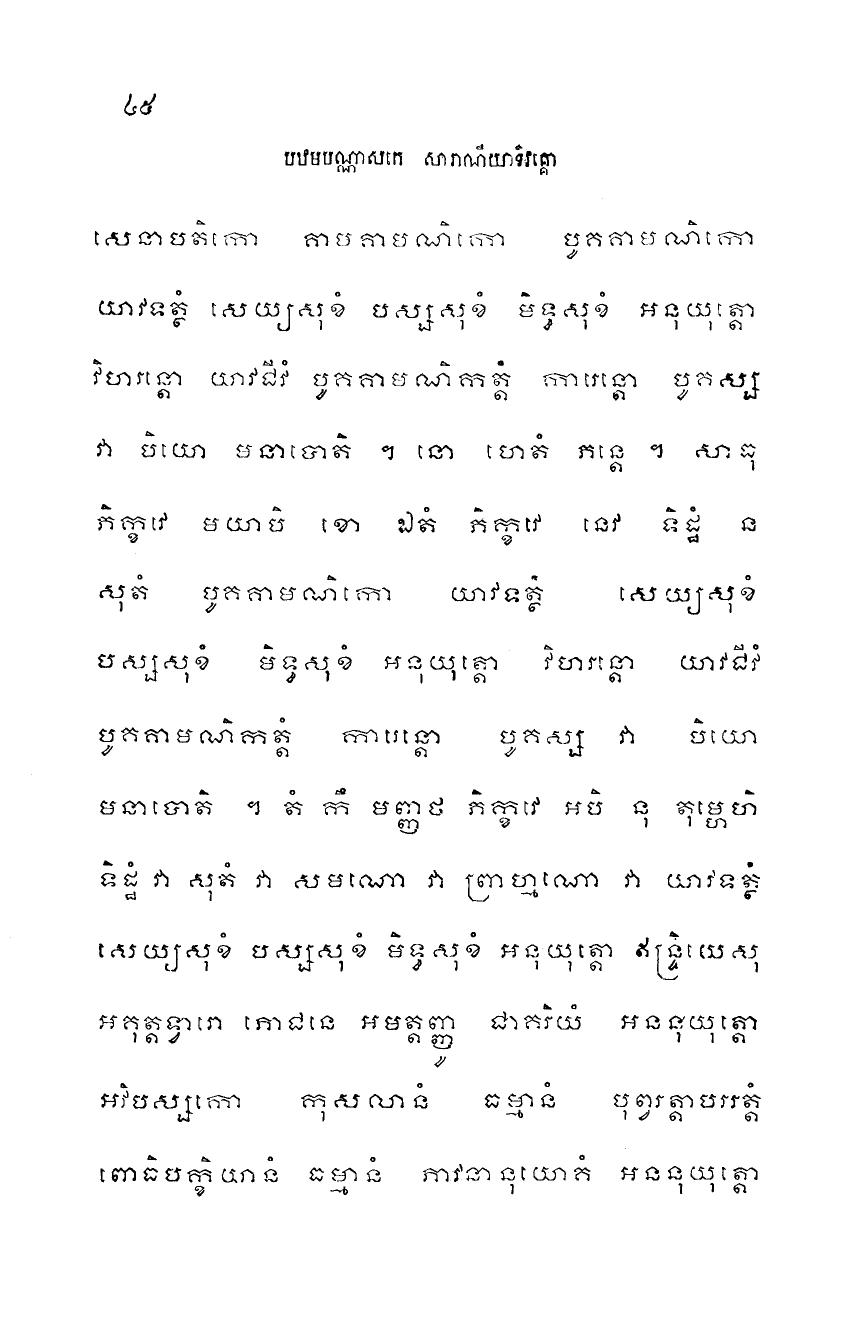 ៤៥
បឋមបណ្ណាសកេ សារាណីយាទិវគ្គោ
សេនាបតិកោ គាមគាមណិកោ បូគគាមណិកោ
យាវទត្ថំ សេយ្យសុខំ បស្សសុខំ មិទ្ធសុខំ អនុយុត្តោ
វិហរន្តោ យាវជីវំ បូគគាមណិកត្តំ ការេន្តោ បូគស្ស
វា បិយោ មនាបោតិ ។ នោ ហេតំ ភន្តេ ។ សាធុ
ភិក្ខវេ មយាបិ ខោ ឯតំ ភិក្ខវេ នេវ ទិដ្ឋំ ន
សុតំ បូគគាមណិកោ យាវទត្ថំ សេយ្យសុខំ
បស្សសុខំ មិទ្ធសុខំ អនុយុត្តោ វិហរន្តោ យាវជីវំ
បូគគាមណិកត្តំ ការេន្តោ បូគស្ស វា បិយោ
មនាបោតិ ។ តំ កឹ មញ្ញថ ភិក្ខវេ អបិ នុ តុម្ហេហិ
ទិដ្ឋំ វា សុតំ វា សមណោ វា ព្រាហ្មណោ វា យាវទត្ថំ
សេយ្យសុខំ បស្សសុខំ មិទ្ធសុខំ អនុយុត្តោ ឥន្ទ្រិយេសុ
អគុត្តទ្វារោ ភោជនេ អមត្តញ្ញូ ជាគរិយំ អននុយុត្តោ
អវិបស្សកោ កុសលានំ ធម្មានំ បុព្វរត្តាបររត្តំ
ពោធិបក្ខិយានំ ធម្មានំ ភាវនានុយោគំ អននុយុត្តោ